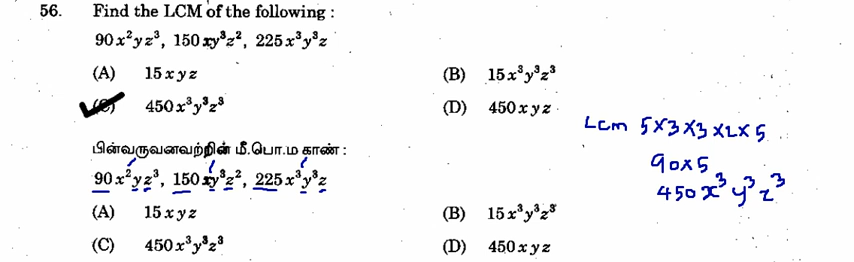 56. Find the LCM of the following :
90x²yz³, 150xy³z², 225x³y³z
(A) 15xyz (B) 15x³y³z³
(C) 450x³y³z³ (D) 450xyz
Lcm 5×3×3×2×5
90×5
450x³y³z³
பின்வருவனவற்றின் மீ.பொ.ம காண் :
90x²yz³, 150xy³z², 225x³y³z
(A) 15xyz (B) 15x³y³z³
(C) 450x³y³z³ (D) 450xyz